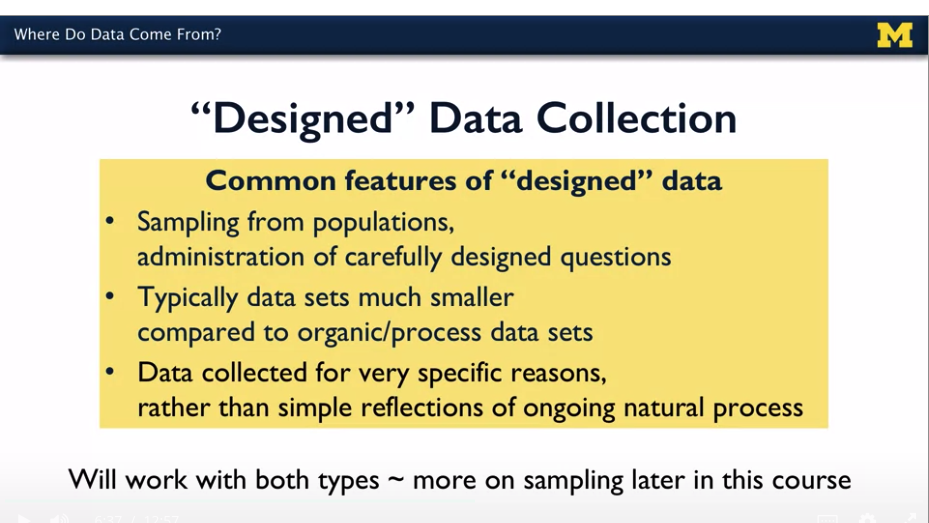 Where Do Data Come From?
M
“Designed” Data Collection
Common features of “designed” data
• Sampling from populations,
administration of carefully designed questions
• Typically data sets much smaller
compared to organic/process data sets
• Data collected for very specific reasons,
rather than simple reflections of ongoing natural process
Will work with both types ~ more on sampling later in this course